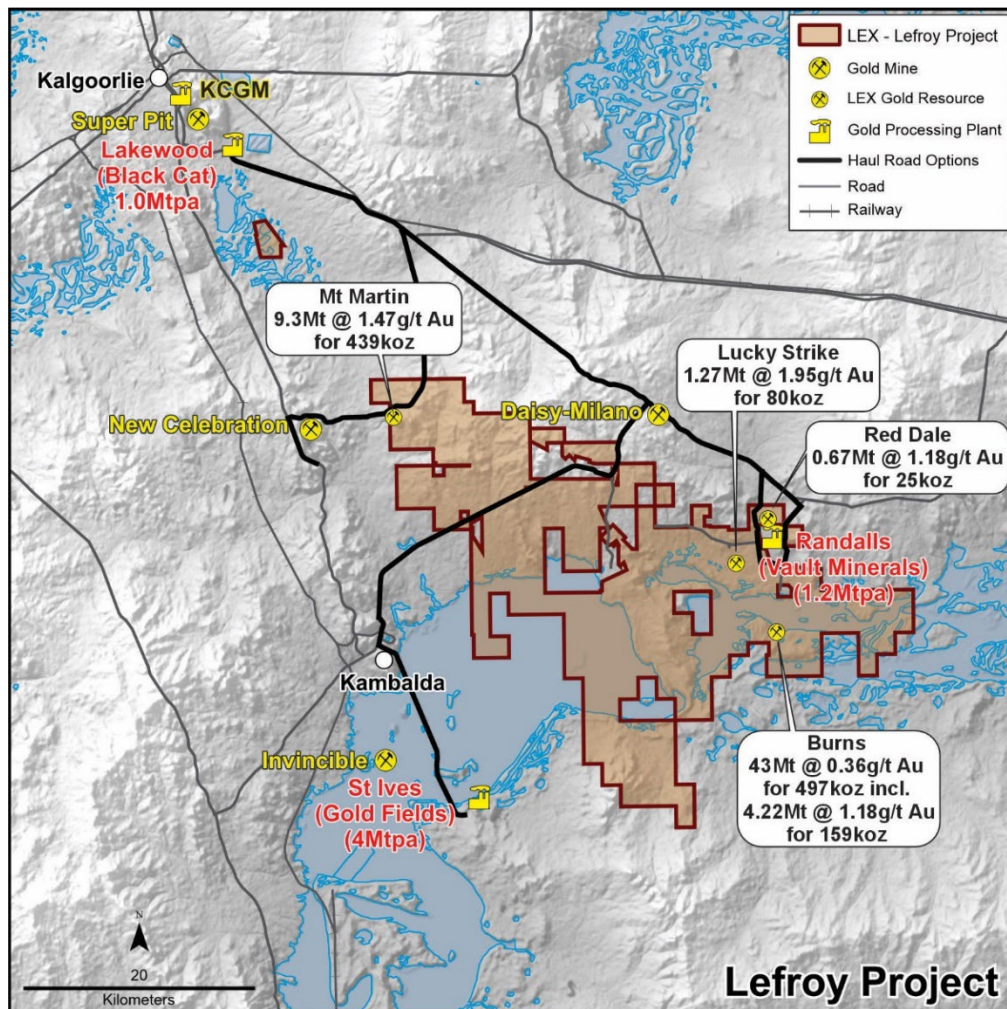 LEX - Lefroy Project
Gold Mine
LEX Gold Resource
Gold Processing Plant
Haul Road Options
Road
Railway
Kalgoorlie
KCGM
Super Pit
Lakewood
(Black Cat)
1.0Mtpa
Mt Martin
9.3Mt @ 1.47g/t Au
for 439koz
Lucky Strike
1.27Mt @ 1.95g/t Au
for 80koz
New Celebration
Daisy-Milano
Red Dale
0.67Mt @ 1.18g/t Au
for 25koz
Randalls
(Vault Minerals)
(1.2Mtpa)
Kambalda
Invincible
St Ives
(Gold Fields)
(4Mtpa)
Burns
43Mt @ 0.36g/t Au
for 497koz incl.
4.22Mt @ 1.18g/t Au
for 159koz
N
20
Kilometers
Lefroy Project